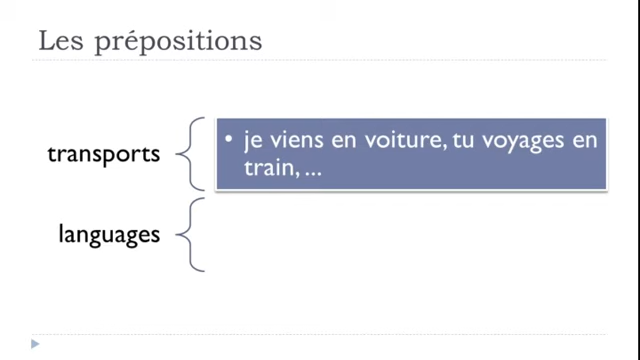 Les prépositions
transports
• je viens en voiture, tu voyages en
train, ...
languages